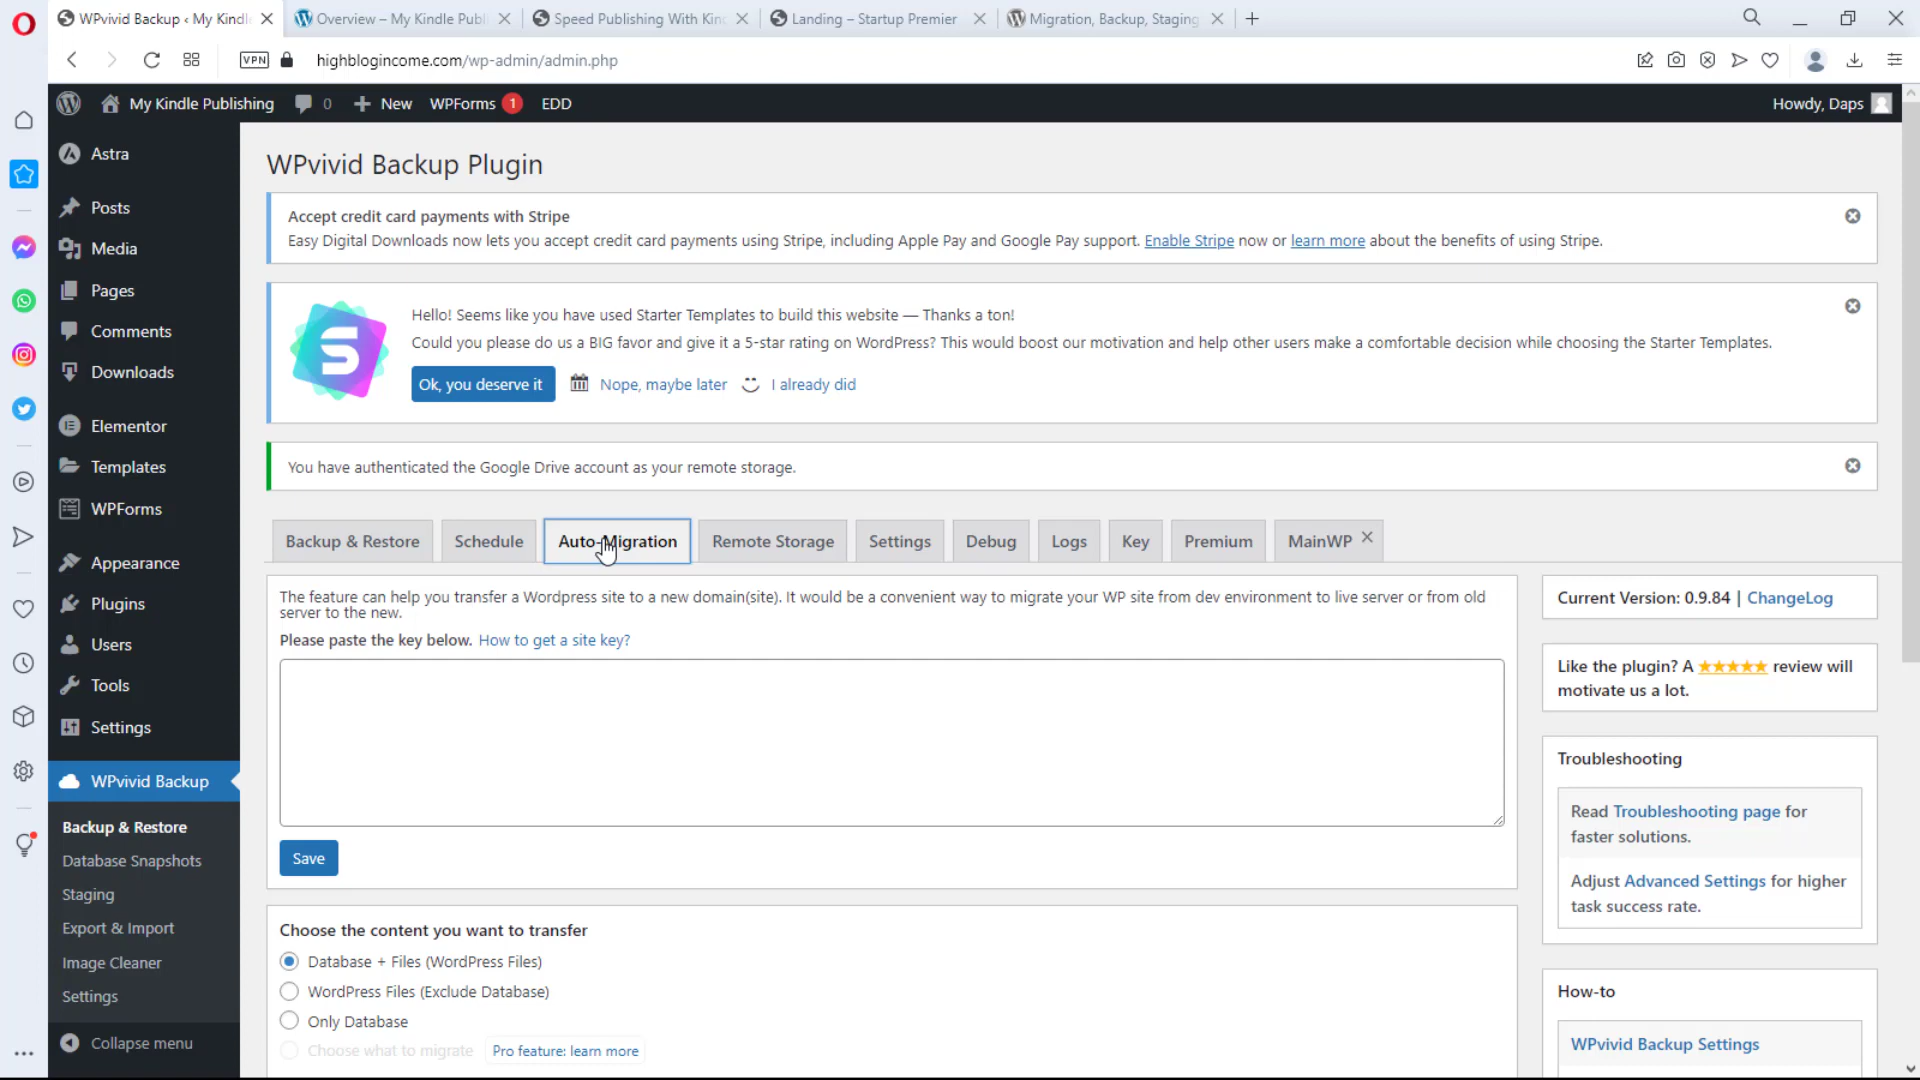 WPvivid Backup ‹ My Kindle
Overview – My Kindle Publi
Speed Publishing With Kin
Landing – Startup Premier
Migration, Backup, Staging
VPN
highblogincome.com/wp-admin/admin.php
My Kindle Publishing
0
New
WPForms 1
EDD
Howdy, Daps
Astra
Posts
Media
Pages
Comments
Downloads
Elementor
Templates
WPForms
Appearance
Plugins
Users
Tools
Settings
WPvivid Backup
Backup & Restore
Database Snapshots
Staging
Export & Import
Image Cleaner
Settings
Collapse menu
WPvivid Backup Plugin
Accept credit card payments with Stripe
Easy Digital Downloads now lets you accept credit card payments using Stripe, including Apple Pay and Google Pay support. Enable Stripe now or learn more about the benefits of using Stripe.
Hello! Seems like you have used Starter Templates to build this website — Thanks a ton!
Could you please do us a BIG favor and give it a 5-star rating on WordPress? This would boost our motivation and help other users make a comfortable decision while choosing the Starter Templates.
Ok, you deserve it
Nope, maybe later
I already did
You have authenticated the Google Drive account as your remote storage.
Backup & Restore
Schedule
Auto-Migration
Remote Storage
Settings
Debug
Logs
Key
Premium
MainWP
The feature can help you transfer a Wordpress site to a new domain(site). It would be a convenient way to migrate your WP site from dev environment to live server or from old
server to the new.
Please paste the key below. How to get a site key?
Save
Choose the content you want to transfer
Database + Files (WordPress Files)
WordPress Files (Exclude Database)
Only Database
Choose what to migrate
Pro feature: learn more
Current Version: 0.9.84 | ChangeLog
Like the plugin? A ★★★★★ review will
motivate us a lot.
Troubleshooting
Read Troubleshooting page for
faster solutions.
Adjust Advanced Settings for higher
task success rate.
How-to
WPvivid Backup Settings